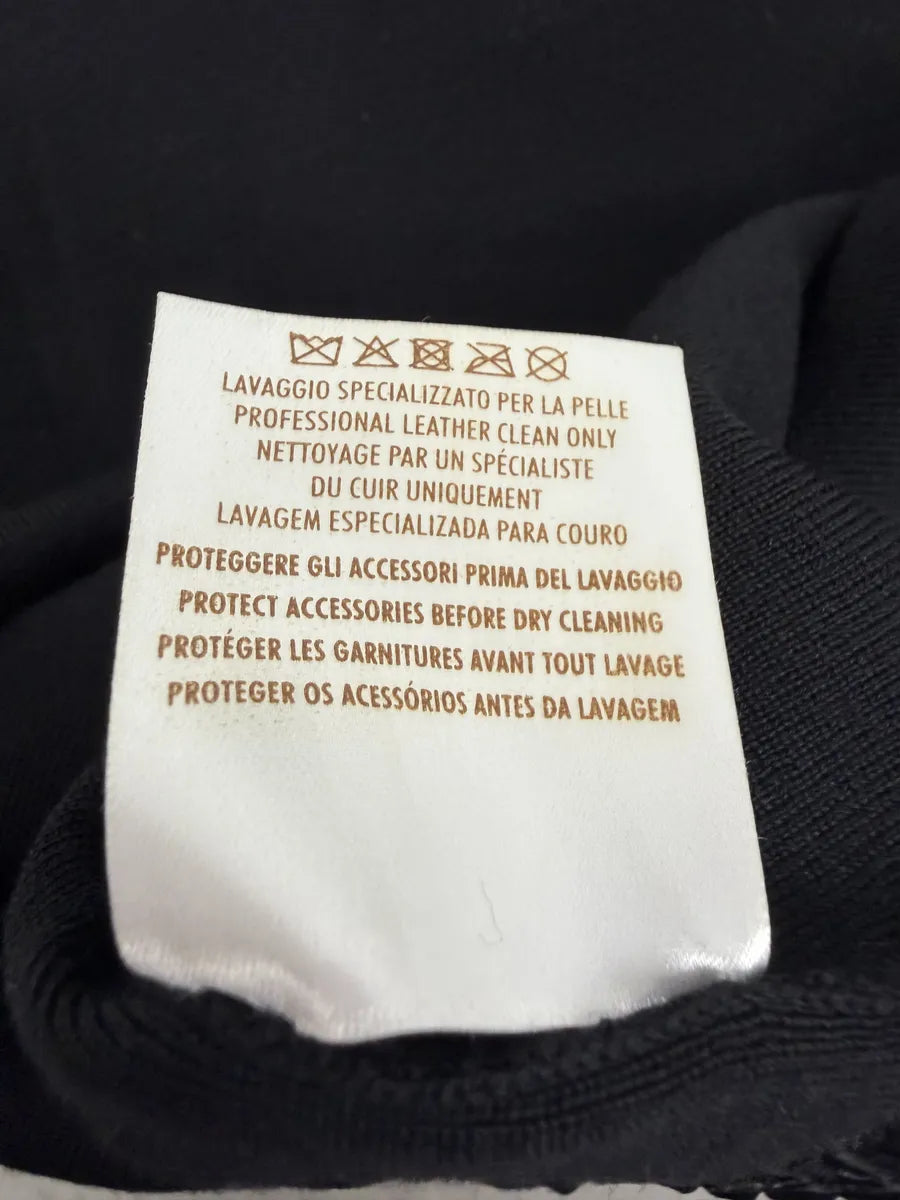 LAVAGGIO SPECIALIZZATO PER LA PELLE
PROFESSIONAL LEATHER CLEAN ONLY
NETTOYAGE PAR UN SPÉCIALISTE
DU CUIR UNIQUEMENT
LAVAGEM ESPECIALIZADA PARA COURO
PROTEGGERE GLI ACCESSORI PRIMA DEL LAVAGGIO
PROTECT ACCESSORIES BEFORE DRY CLEANING
PROTÉGER LES GARNITURES AVANT TOUT LAVAGE
PROTEGER OS ACESSÓRIOS ANTES DA LAVAGEM